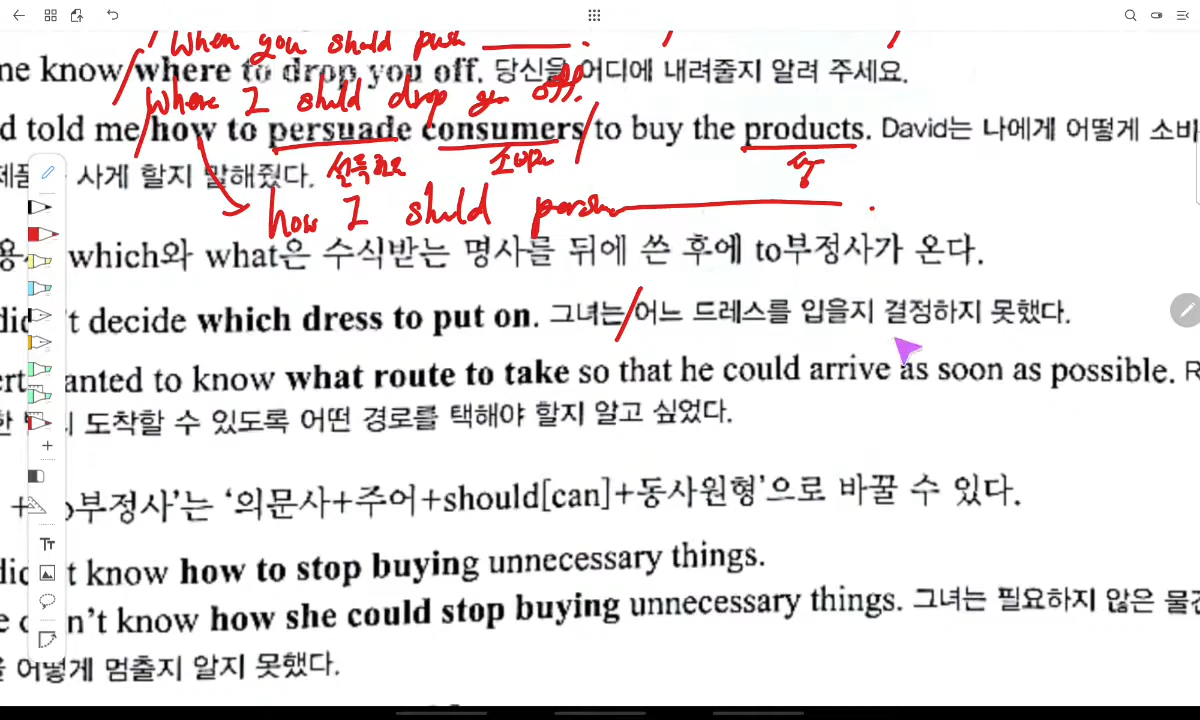 When you should push
me know where to drop you off. 당신을 어디에 내려줄지 알려 주세요.
Where I should drop you off.
d told me how to persuade consumers to buy the products. David는 나에게 어떻게 소비
제품 사게 할지 말해줬다. 설득하도 소비자
how I should
which와 what은 수식받는 명사를 뒤에 쓴 후에 to부정사가 온다.
t decide which dress to put on. 그녀는 어느 드레스를 입을지 결정하지 못했다.
anted to know what route to take so that he could arrive as soon as possible. R
도착할 수 있도록 어떤 경로를 택해야 할지 알고 싶었다.
부정사’는 ‘의문사+주어+should[can]+동사원형’으로 바꿀 수 있다.
t know how to stop buying unnecessary things.
n’t know how she could stop buying unnecessary things. 그녀는 필요하지 않은 물건
을 어떻게 멈출지 알지 못했다.
Tт